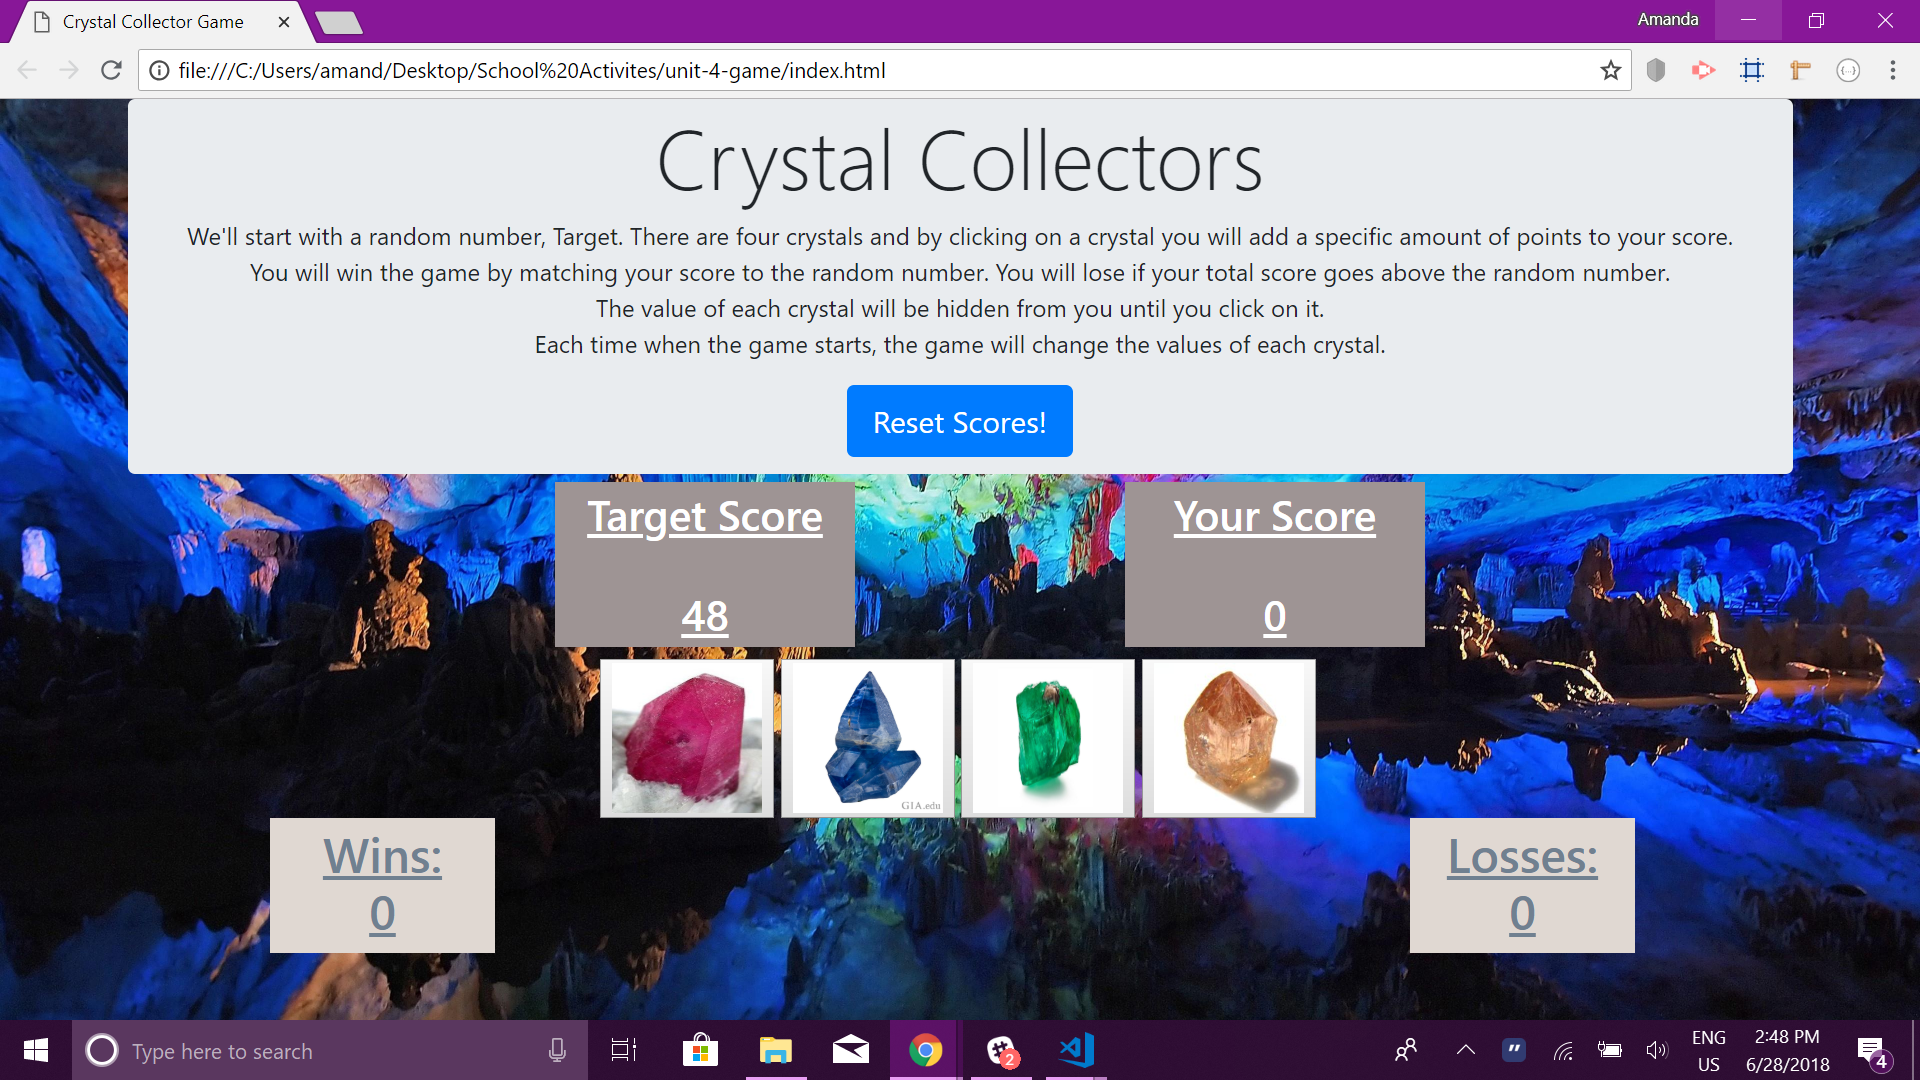 Crystal Collector Game
Amanda
file:///C:/Users/amand/Desktop/School%20Activites/unit-4-game/index.html
Crystal Collectors
We'll start with a random number, Target. There are four crystals and by clicking on a crystal you will add a specific amount of points to your score.
You will win the game by matching your score to the random number. You will lose if your total score goes above the random number.
The value of each crystal will be hidden from you until you click on it.
Each time when the game starts, the game will change the values of each crystal.
Reset Scores!
Target Score
48
Your Score
0
GIA.edu
Wins:
0
Losses:
0
Type here to search
2
ENG
US
2:48 PM
6/28/2018
4